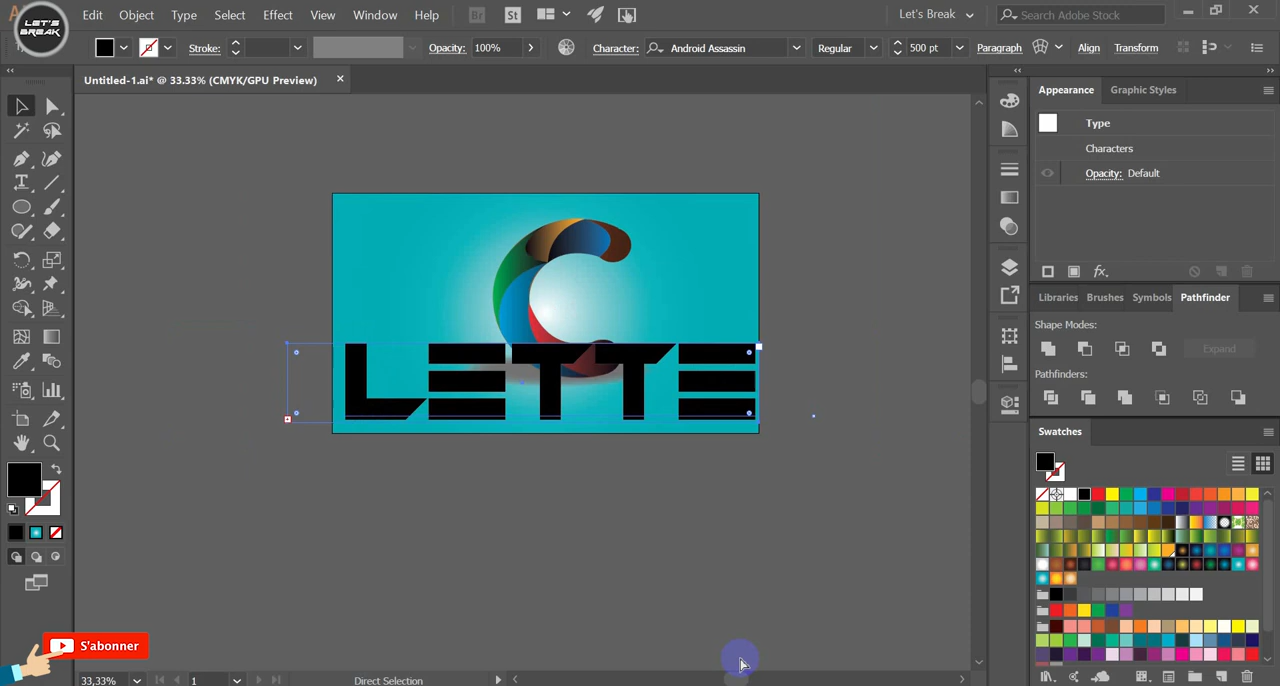 LET'S
BREAK
Edit Object Type Select Effect View Window Help
Br St
Let's Break
Search Adobe Stock
Stroke:
Opacity: 100%
Character: Android Assassin
Regular
500 pt
Paragraph
Align
Transform
Untitled-1.ai* @ 33.33% (CMYK/GPU Preview)
Appearance Graphic Styles
Type
Characters
Opacity: Default
fx
Libraries Brushes Symbols Pathfinder
Shape Modes:
Expand
Pathfinders:
Swatches
LETTE
S'abonner
33,33%
1
Direct Selection